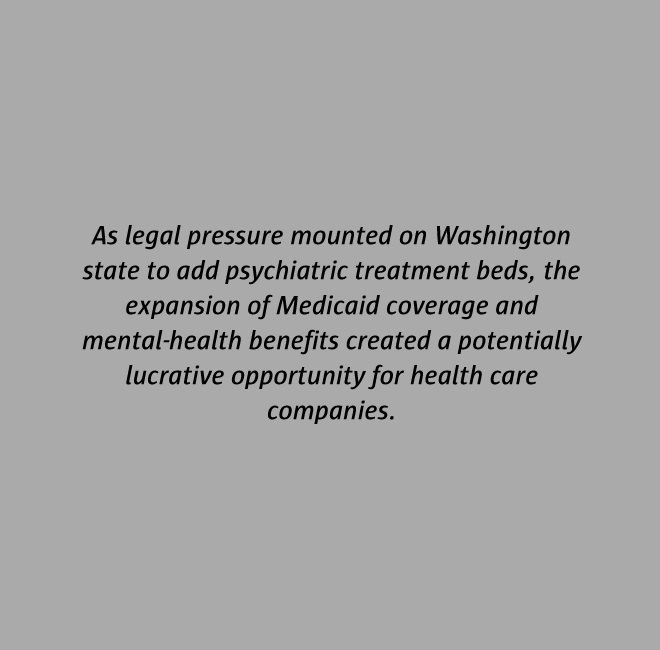 As legal pressure mounted on Washington
state to add psychiatric treatment beds, the
expansion of Medicaid coverage and
mental-health benefits created a potentially
lucrative opportunity for health care
companies.